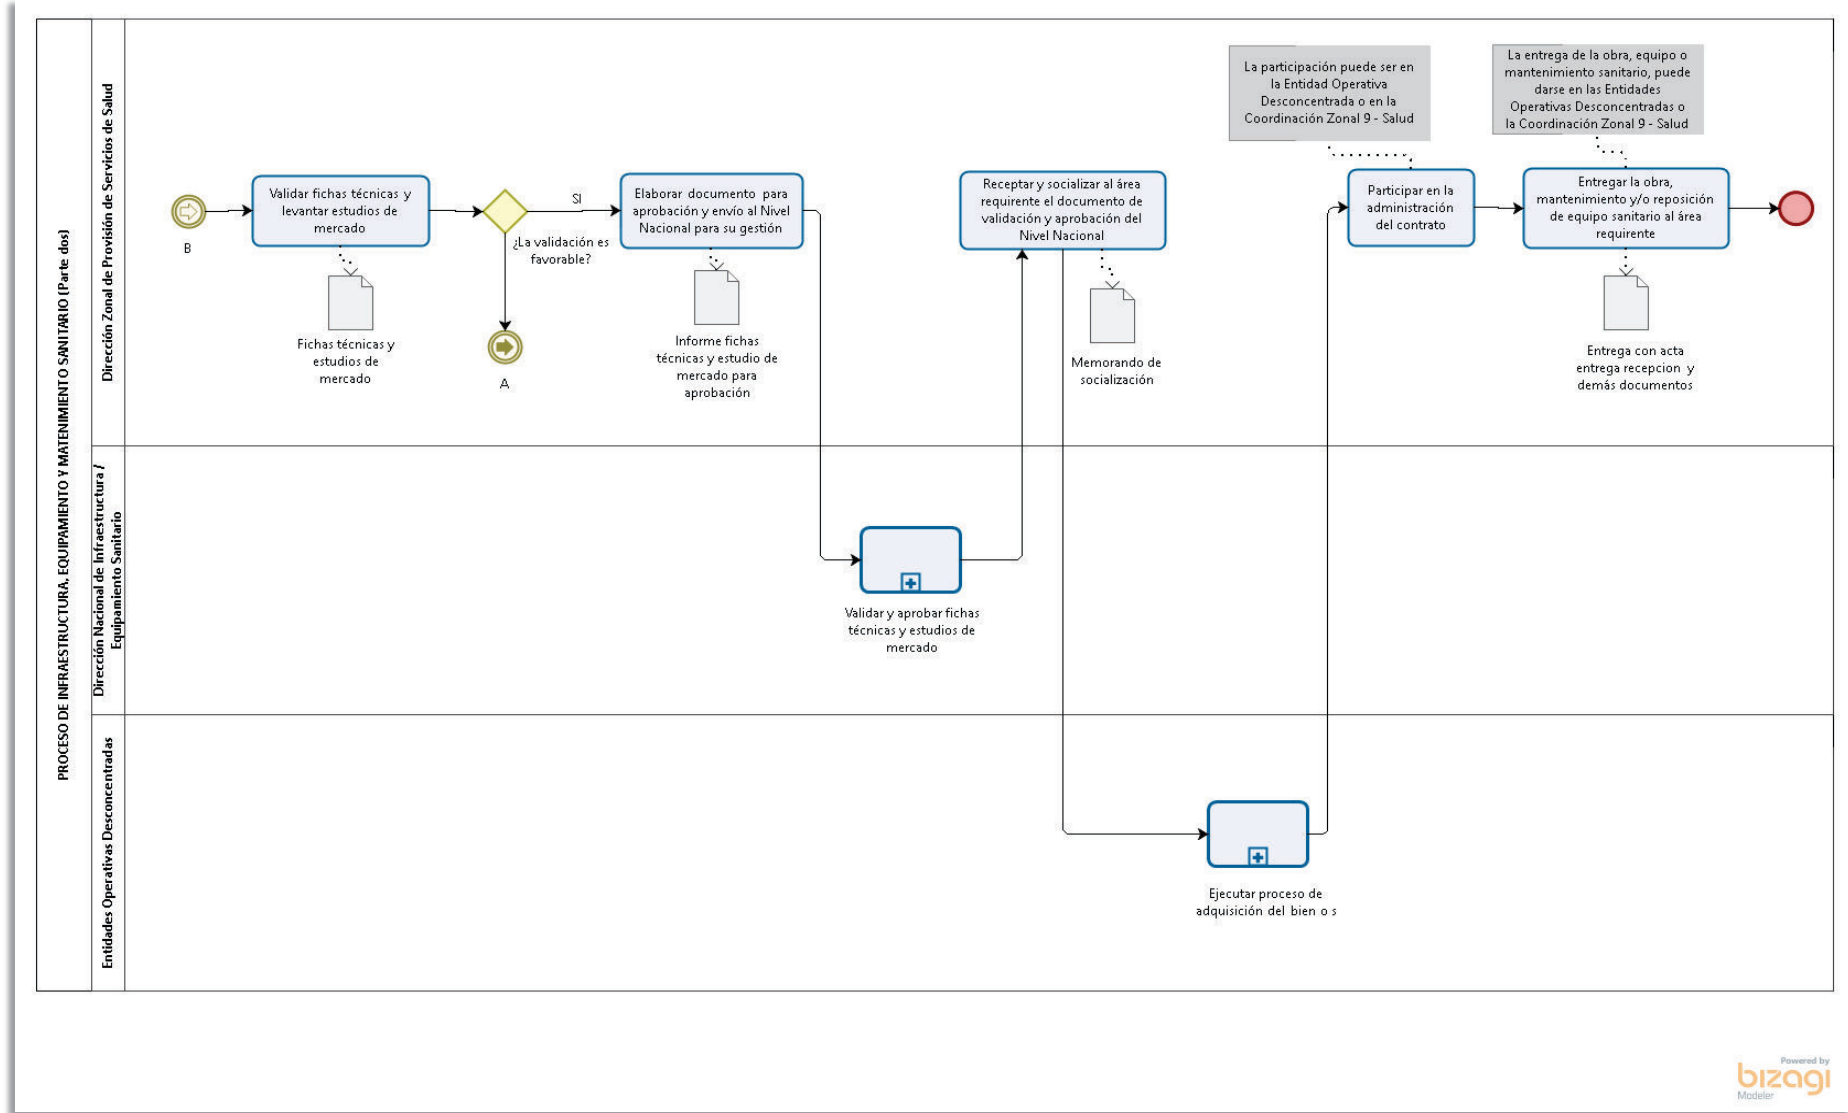 PROCESO DE INFRAESTRUCTURA, EQUIPAMIENTO Y MATENIMIENTO SANITARIO (Parte dos)
Dirección Zonal de Provisión de Servicios de Salud
B
Validar fichas técnicas y
levantar estudios de
mercado
Fichas técnicas y
estudios de
mercado
SI
¿La validación es
favorable?
A
Elaborar documento para
aprobación y envío al Nivel
Nacional para su gestión
Informe fichas
técnicas y estudio de
mercado para
aprobación
Receptar y socializar al área
requirente el documento de
validación y aprobación del
Nivel Nacional
Memorando de
socialización
La participación puede ser en
la Entidad Operativa
Desconcentrada o en la
Coordinación Zonal 9 - Salud
Participar en la
administración
del contrato
La entrega de la obra, equipo o
mantenimiento sanitario, puede
darse en las Entidades
Operativas Desconcentradas o
la Coordinación Zonal 9 - Salud
Entregar la obra,
mantenimiento y/o reposición
de equipo sanitario al área
requirente
Entrega con acta
entrega recepcion y
demás documentos
Dirección Nacional de Infraestructura /
Equipamiento Sanitario
Validar y aprobar fichas
técnicas y estudios de
mercado
Entidades Operativas Desconcentradas
Ejecutar proceso de
adquisición del bien o s
Powered by
bizagi
Modeler